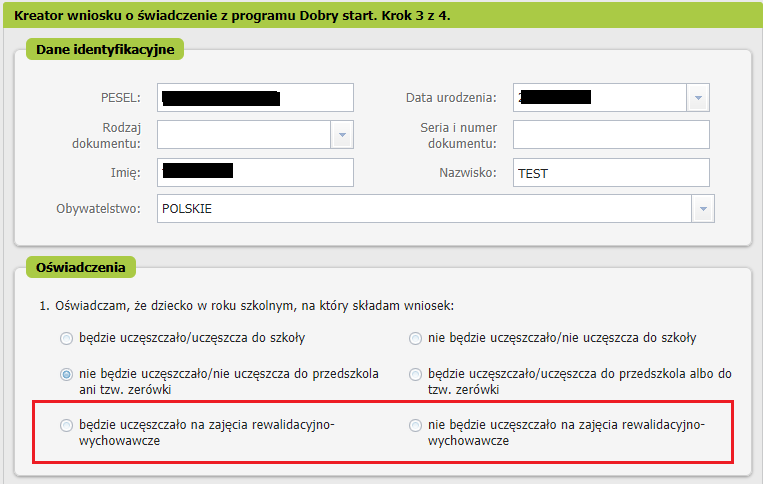 Kreator wniosku o świadczenie z programu Dobry start. Krok 3 z 4.
Dane identyfikacyjne
PESEL:
Data urodzenia:
Rodzaj dokumentu:
Seria i numer dokumentu:
Imię:
Nazwisko: TEST
Obywatelstwo: POLSKIE
Oświadczenia
1. Oświadczam, że dziecko w roku szkolnym, na który składam wniosek:
będzie uczęszczało/uczęszcza do szkoły
nie będzie uczęszczało/nie uczęszcza do szkoły
nie będzie uczęszczało/nie uczęszcza do przedszkola
ani tzw. zerówki
będzie uczęszczało/uczęszcza do przedszkola albo do
tzw. zerówki
będzie uczęszczało na zajęcia rewalidacyjno-
wychowawcze
nie będzie uczęszczało na zajęcia rewalidacyjno-
wychowawcze